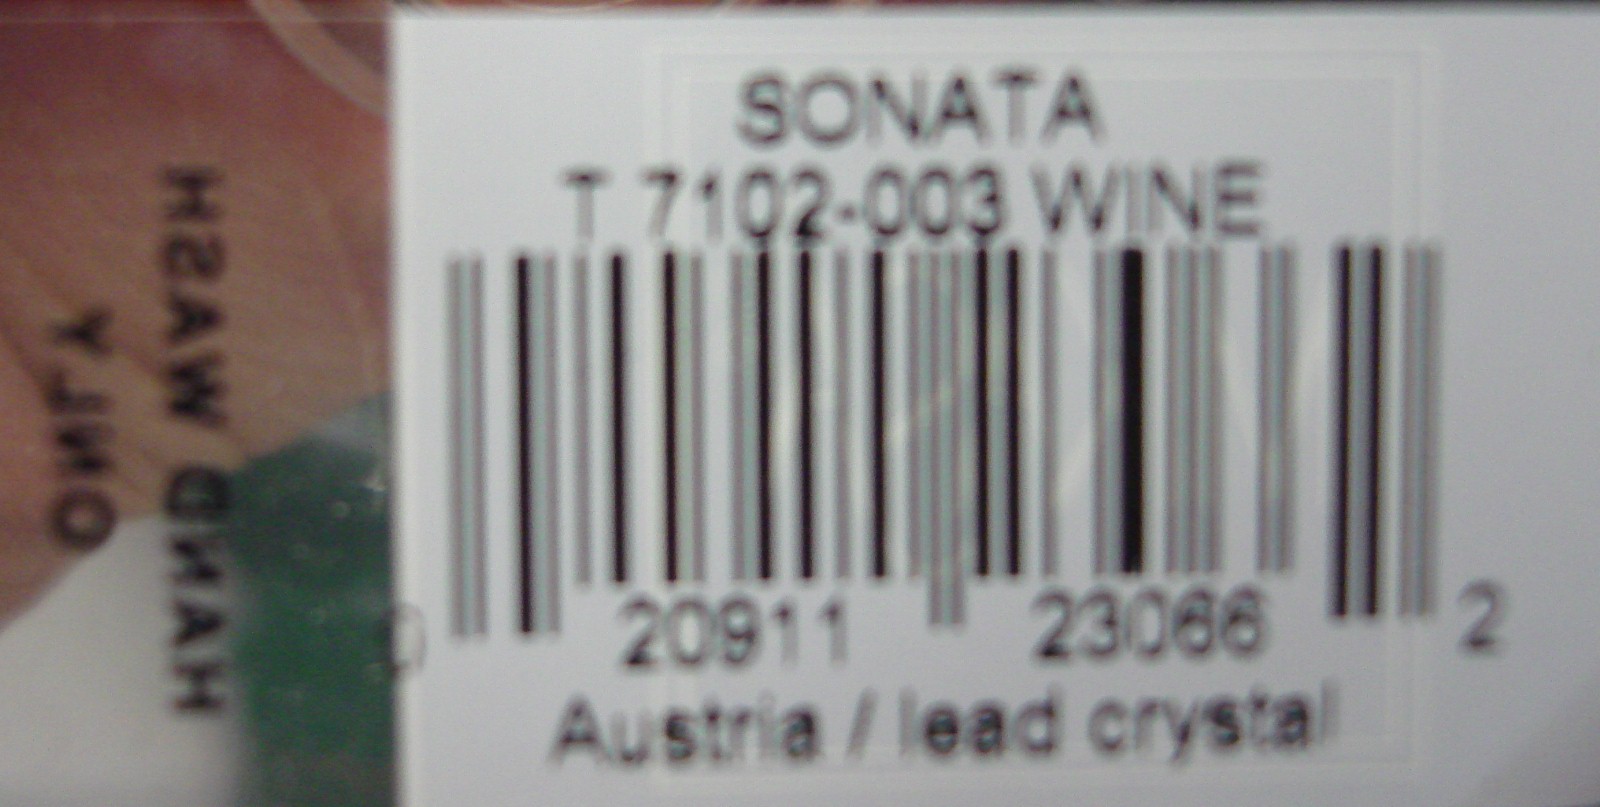 SONATA
T 7102-003 WINE
0 20911 23066 2
Austria / lead crystal
HAND WASH
ONLY